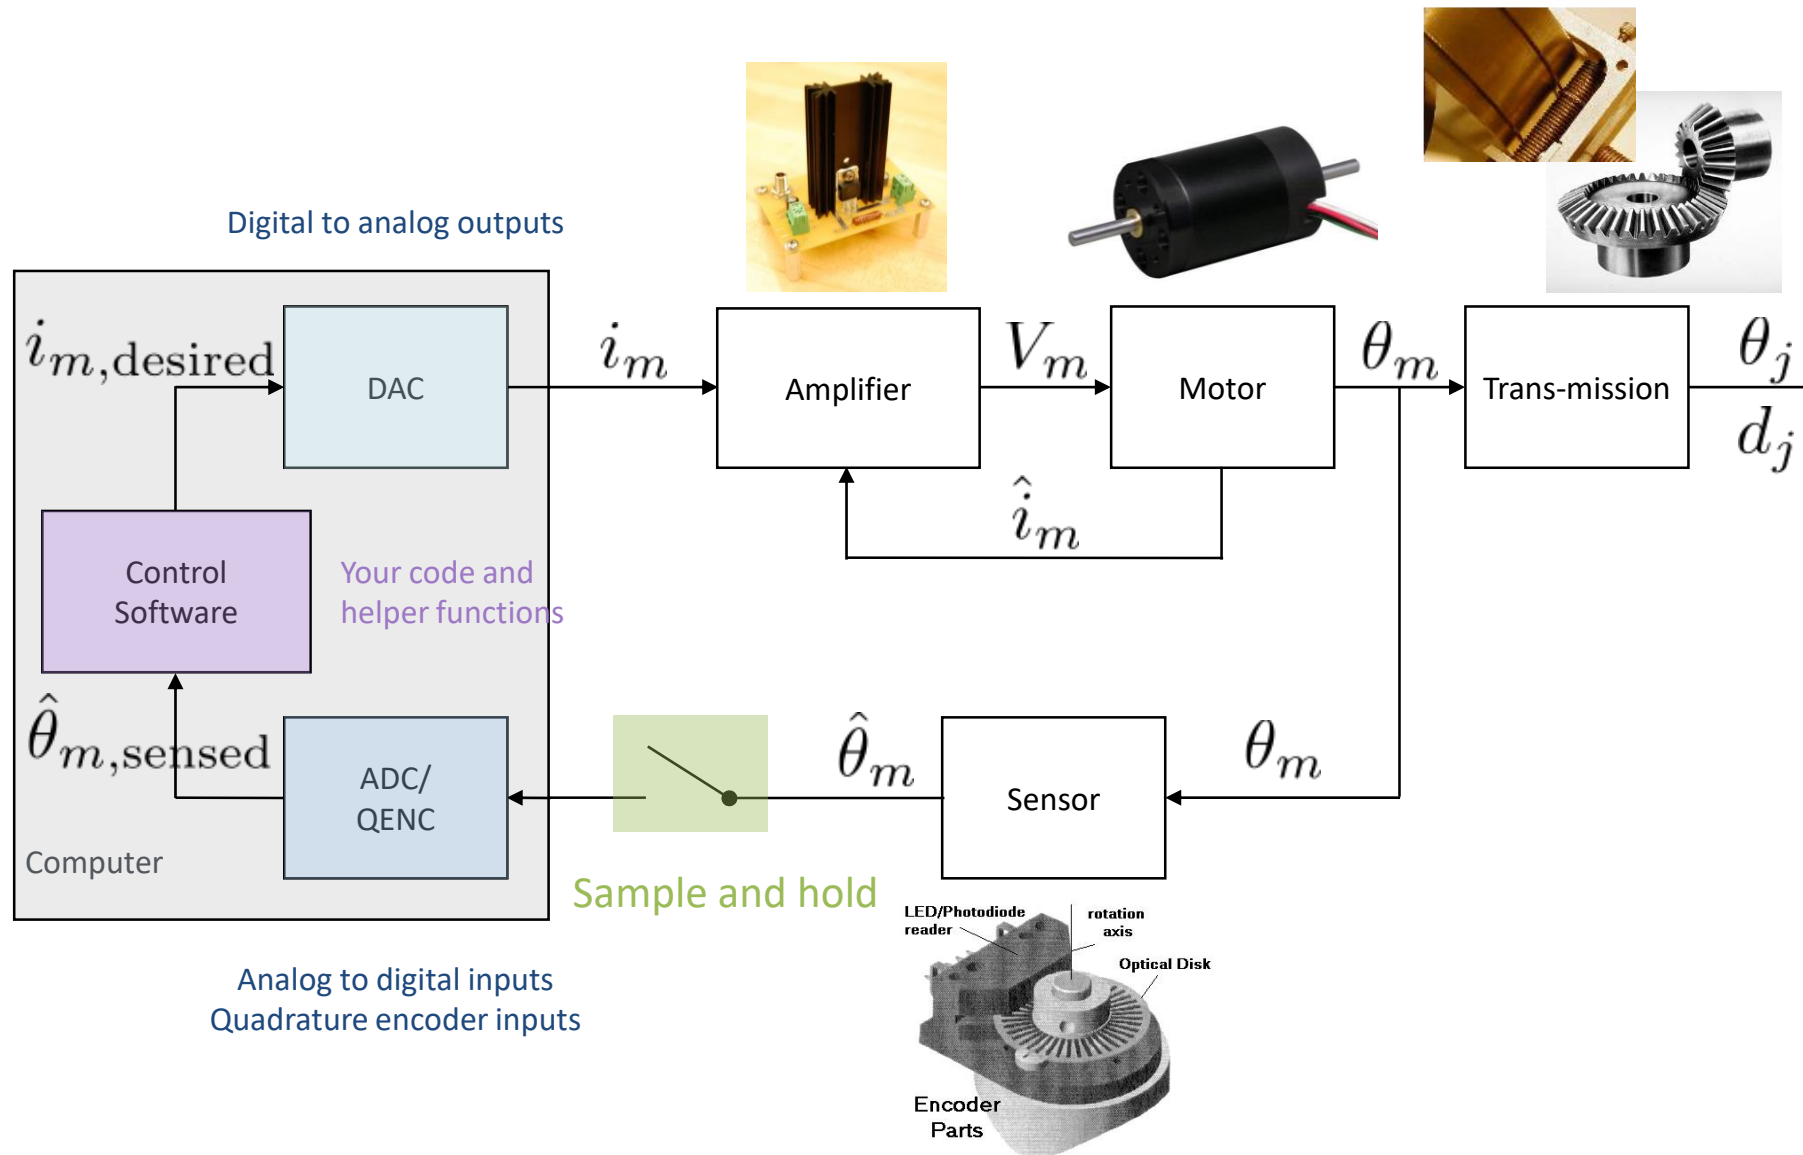 Digital to analog outputs
i_{m,desired}
DAC
i_m
Amplifier
V_m
Motor
θ_m
Trans-mission
θ_j
d_j
î_m
Control
Software
Your code and
helper functions
θ̂_{m,sensed}
ADC/
QENC
Computer
Sample and hold
θ̂_m
Sensor
θ_m
Analog to digital inputs
Quadrature encoder inputs
LED/Photodiode
reader
rotation
axis
Optical Disk
Encoder
Parts